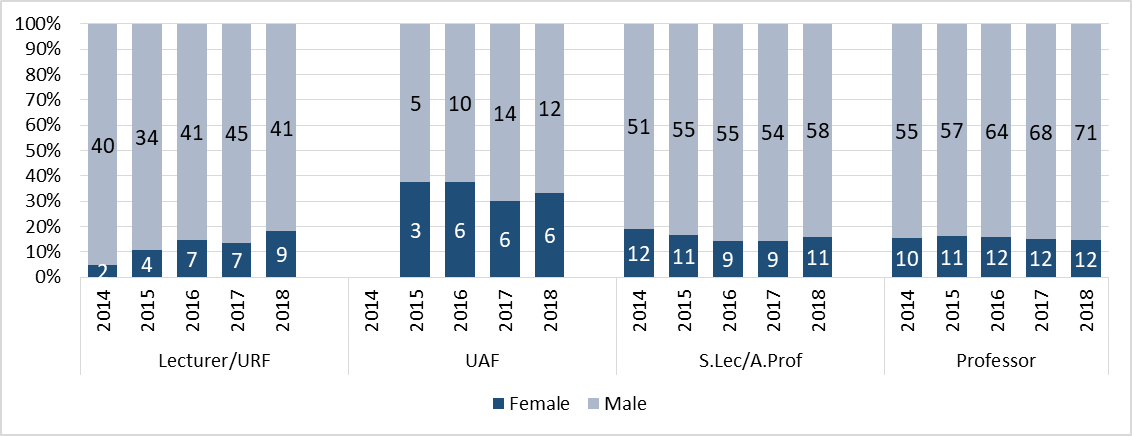 100%
90%
80%
70%
60%
50%
40%
30%
20%
10%
0%
40 34 41 45 41 5 10 14 12 51 55 55 54 58 55 57 64 68 71
2 4 7 7 9 3 6 6 6 12 11 9 9 11 10 11 12 12 12
2014 2015 2016 2017 2018 2014 2015 2016 2017 2018 2014 2015 2016 2017 2018 2014 2015 2016 2017 2018
Lecturer/URF UAF S.Lec/A.Prof Professor
Female Male